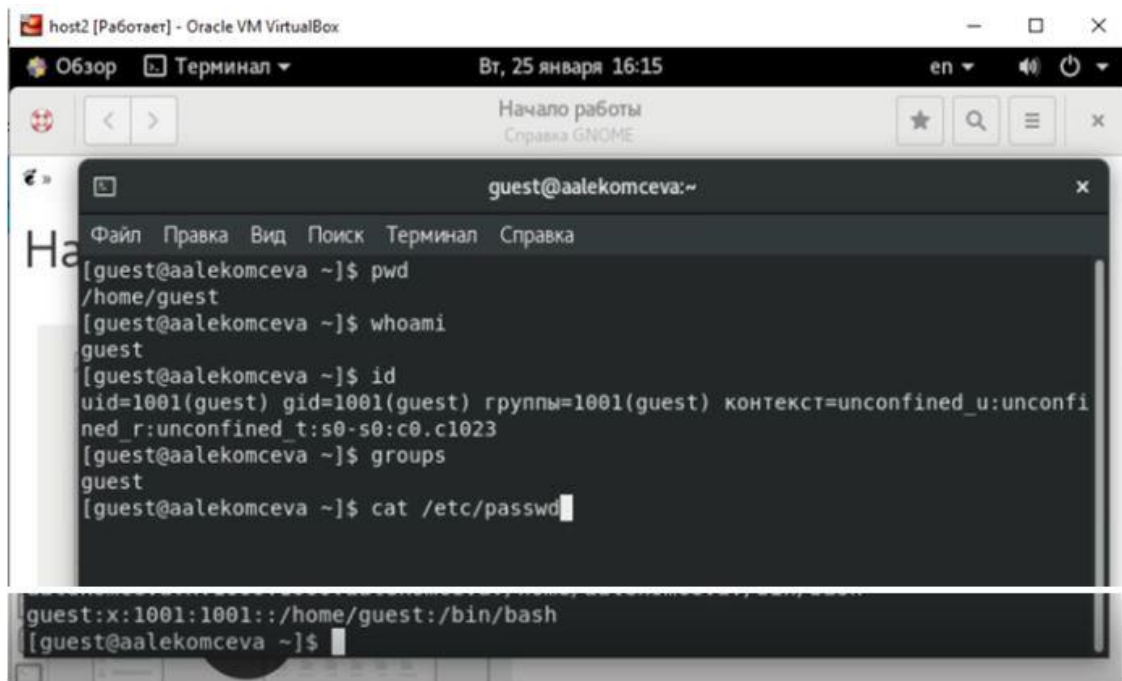 host2 [Работает] - Oracle VM VirtualBox
Обзор Терминал Вт, 25 января 16:15 en
Начало работы
Справка GNOME
guest@aalekomceva:~
Файл Правка Вид Поиск Терминал Справка
На
[guest@aalekomceva ~]$ pwd
/home/guest
[guest@aalekomceva ~]$ whoami
guest
[guest@aalekomceva ~]$ id
uid=1001(guest) gid=1001(guest) группы=1001(guest) контекст=unconfined_u:unconfi
ned_r:unconfined_t:s0-s0:c0.c1023
[guest@aalekomceva ~]$ groups
guest
[guest@aalekomceva ~]$ cat /etc/passwd
guest:x:1001:1001::/home/guest:/bin/bash
[guest@aalekomceva ~]$